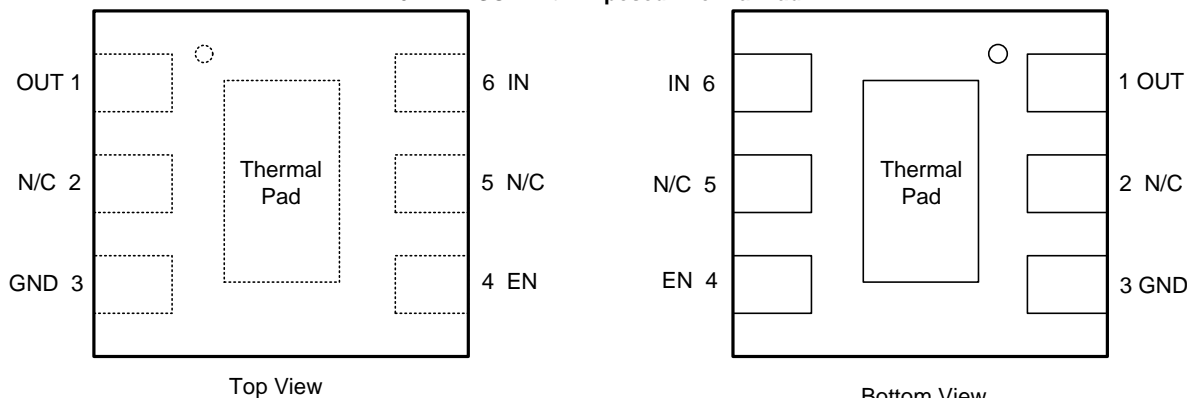 OUT 1
N/C 2
GND 3
Thermal
Pad
6 IN
5 N/C
4 EN
Top View
IN 6
N/C 5
EN 4
Thermal
Pad
1 OUT
2 N/C
3 GND
Bottom View